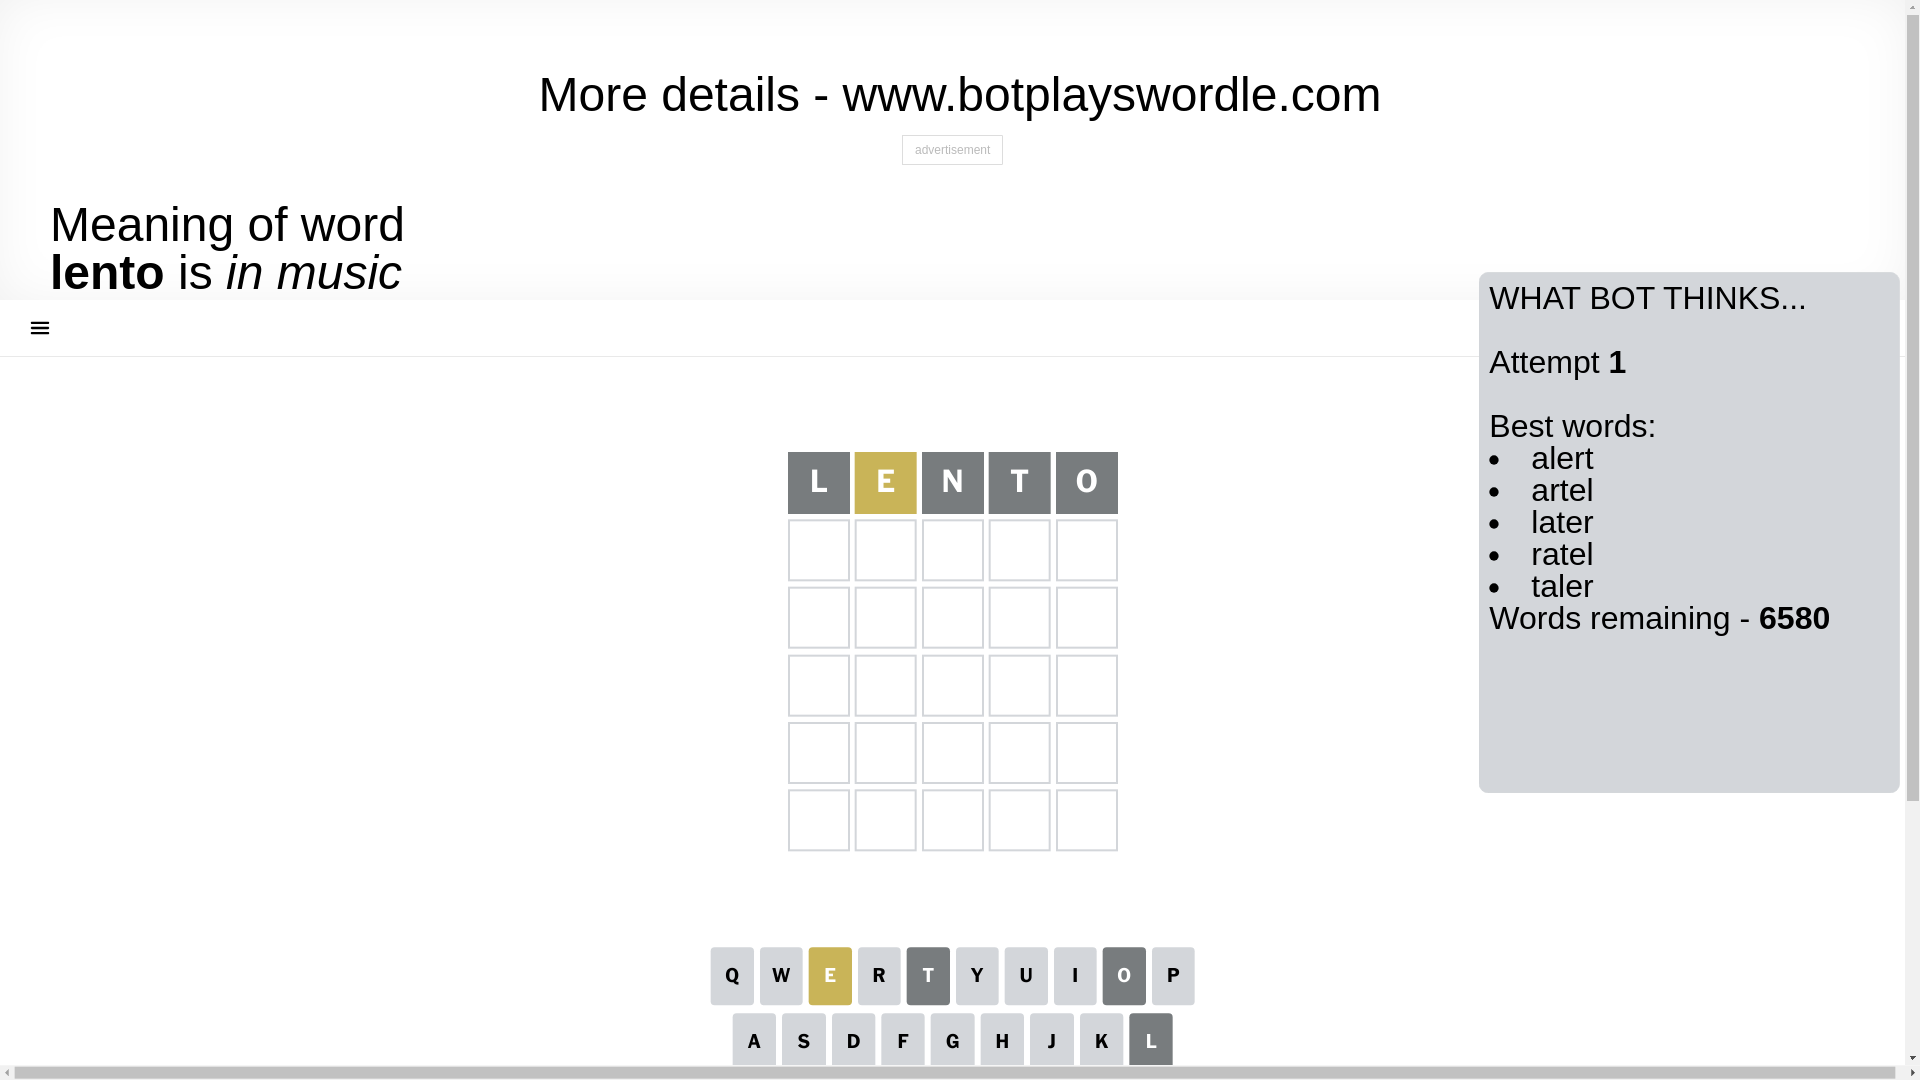 More details - www.botplayswordle.com
advertisement
Meaning of word
lento is in music
WHAT BOT THINKS...
Attempt 1
Best words:
• alert
• artel
• later
• ratel
• taler
Words remaining - 6580
L E N T O
Q W E R T Y U I O P
A S D F G H J K L